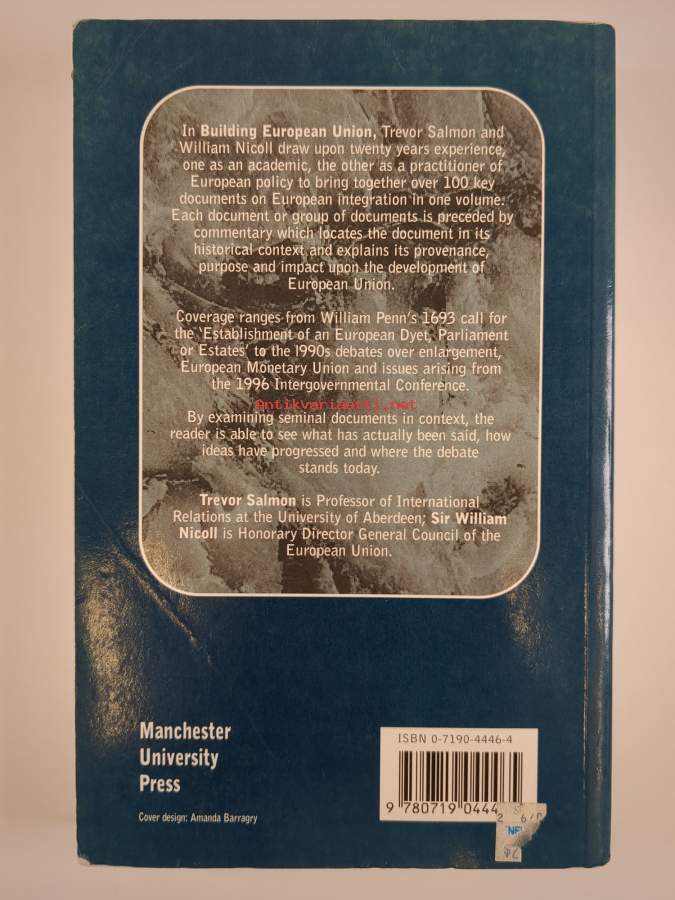 In Building European Union, Trevor Salmon and
William Nicoll draw upon twenty years experience,
one as an academic, the other as a practitioner of
European policy to bring together over 100 key
documents on European integration in one volume.
Each document or group of documents is preceded by
commentary which locates the document in its
historical context and explains its provenance,
purpose and impact upon the development of
European Union.
Coverage ranges from William Penn's 1693 call for
the 'Establishment of an European Dyet, Parliament
or Estates' to the 1990s debates over enlargement,
European Monetary Union and issues arising from
the 1996 Intergovernmental Conference.
Antikvariaatti.net
By examining seminal documents in context, the
reader is able to see what has actually been said, how
ideas have progressed and where the debate
stands today.
Trevor Salmon is Professor of International
Relations at the University of Aberdeen; Sir William
Nicoll is Honorary Director General Council of the
European Union.
Manchester
University
Press
Cover design: Amanda Barragry
ISBN 0-7190-4446-4
9 780719 0444